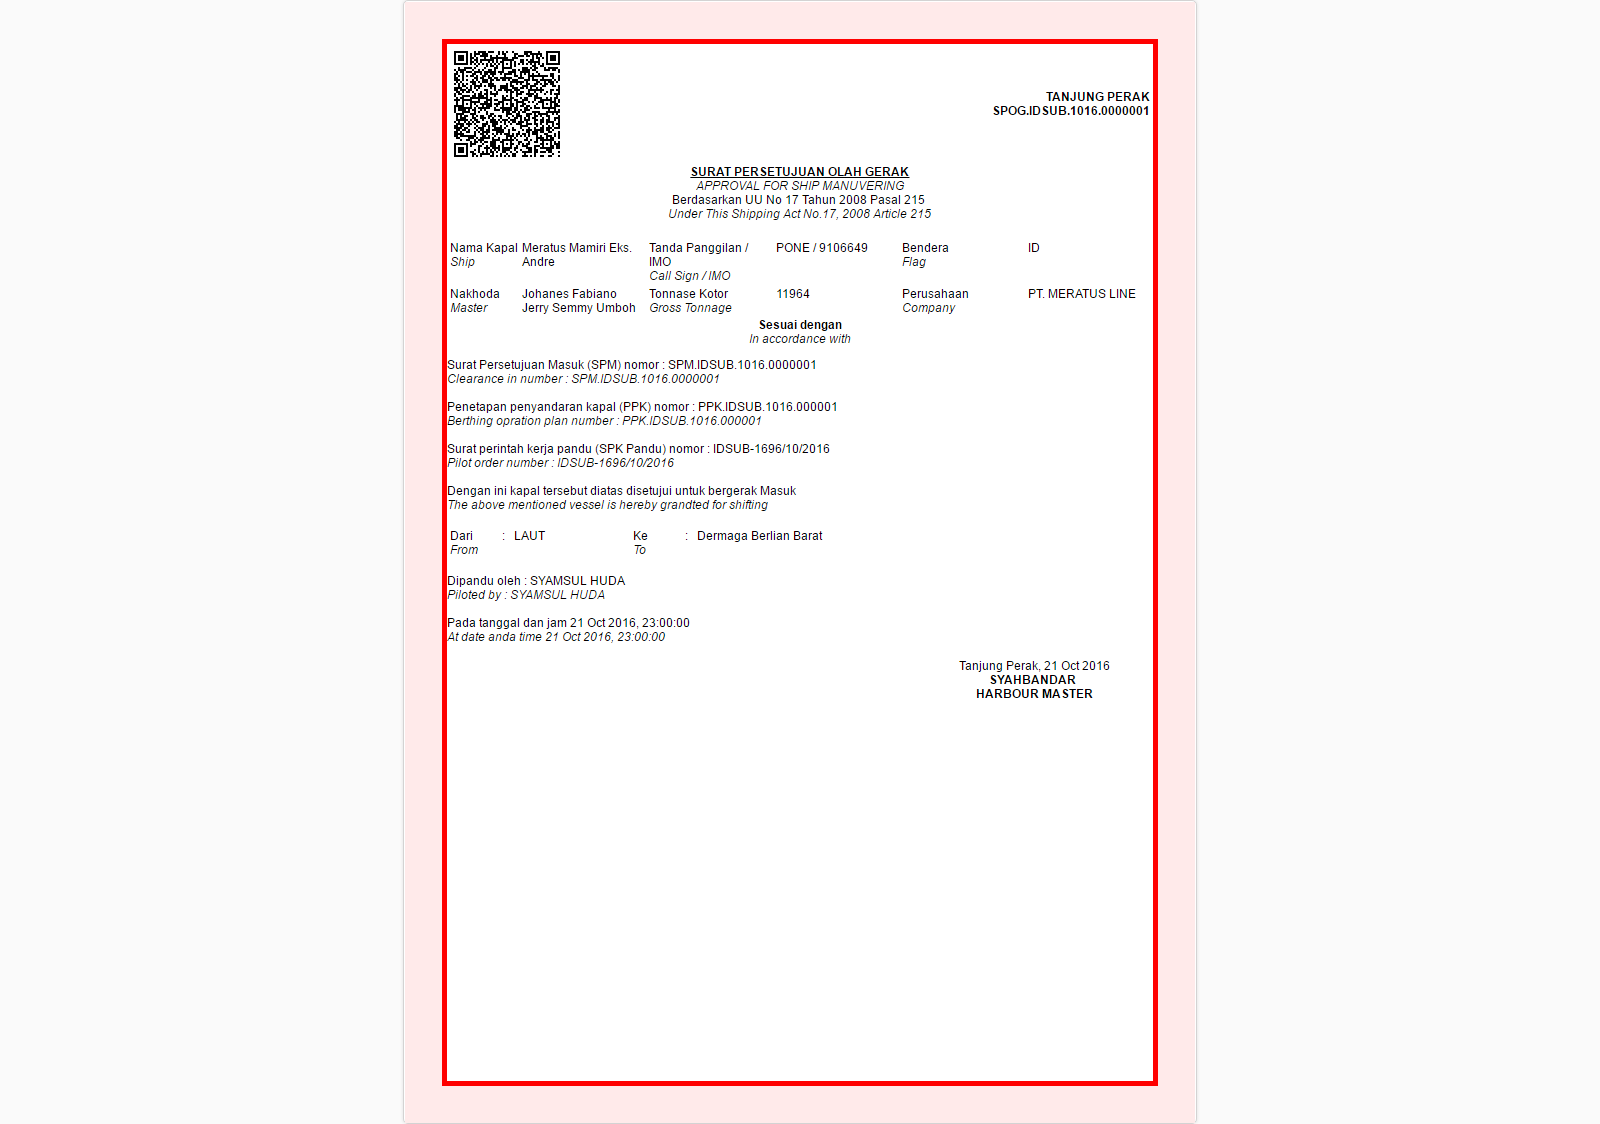 TANJUNG PERAK
SPOG.IDSUB.1016.0000001
SURAT PERSETUJUAN OLAH GERAK
APPROVAL FOR SHIP MANUVERING
Berdasarkan UU No 17 Tahun 2008 Pasal 215
Under This Shipping Act No.17, 2008 Article 215
Nama Kapal Meratus Mamiri Eks. Tanda Panggilan / PONE / 9106649 Bendera ID
Ship Andre IMO Flag
Call Sign / IMO
Nakhoda Johanes Fabiano Tonnase Kotor 11964 Perusahaan PT. MERATUS LINE
Master Jerry Semmy Umboh Gross Tonnage Company
Sesuai dengan
In accordance with
Surat Persetujuan Masuk (SPM) nomor : SPM.IDSUB.1016.0000001
Clearance in number : SPM.IDSUB.1016.0000001
Penetapan penyandaran kapal (PPK) nomor : PPK.IDSUB.1016.000001
Berthing opration plan number : PPK.IDSUB.1016.000001
Surat perintah kerja pandu (SPK Pandu) nomor : IDSUB-1696/10/2016
Pilot order number : IDSUB-1696/10/2016
Dengan ini kapal tersebut diatas disetujui untuk bergerak Masuk
The above mentioned vessel is hereby grandted for shifting
Dari : LAUT Ke : Dermaga Berlian Barat
From To
Dipandu oleh : SYAMSUL HUDA
Piloted by : SYAMSUL HUDA
Pada tanggal dan jam 21 Oct 2016, 23:00:00
At date anda time 21 Oct 2016, 23:00:00
Tanjung Perak, 21 Oct 2016
SYAHBANDAR
HARBOUR MASTER